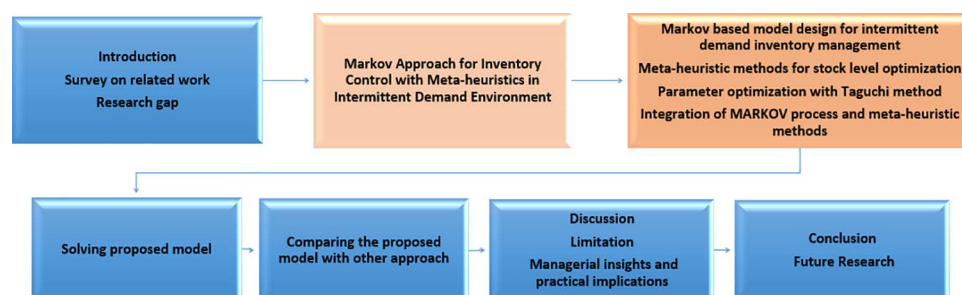 Introduction
Survey on related work
Research gap
Markov Approach for Inventory
Control with Meta-heuristics in
Intermittent Demand Environment
Markov based model design for intermittent
demand inventory management
Meta-heuristic methods for stock level optimization
Parameter optimization with Taguchi method
Integration of MARKOV process and meta-heuristic
methods
Solving proposed model
Comparing the proposed
model with other approach
Discussion
Limitation
Managerial insights and
practical implications
Conclusion
Future Research